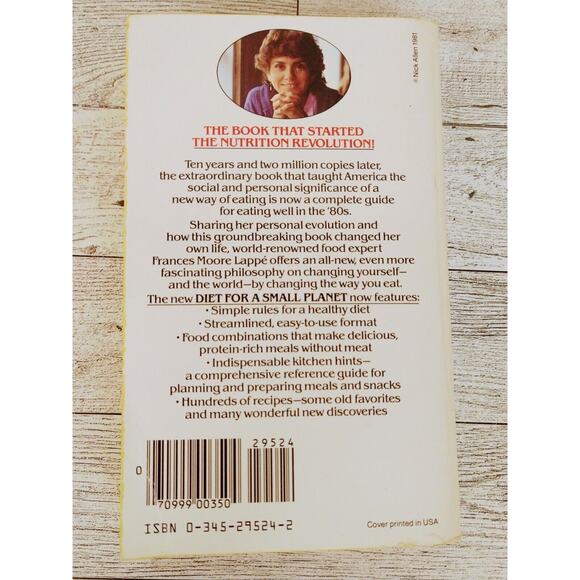 © Nick Allen 1981
THE BOOK THAT STARTED
THE NUTRITION REVOLUTION!
Ten years and two million copies later,
the extraordinary book that taught America the
social and personal significance of a
new way of eating is now a complete guide
for eating well in the '80s.
Sharing her personal evolution and
how this groundbreaking book changed her
own life, world-renowned food expert
Frances Moore Lappé offers an all-new, even more
fascinating philosophy on changing yourself—
and the world—by changing the way you eat.
The new DIET FOR A SMALL PLANET now features:
• Simple rules for a healthy diet
• Streamlined, easy-to-use format
• Food combinations that make delicious,
protein-rich meals without meat
• Indispensable kitchen hints—
a comprehensive reference guide for
planning and preparing meals and snacks
• Hundreds of recipes—some old favorites
and many wonderful new discoveries
29524
0
70999 00350
ISBN 0-345-29524-2
Cover printed in USA